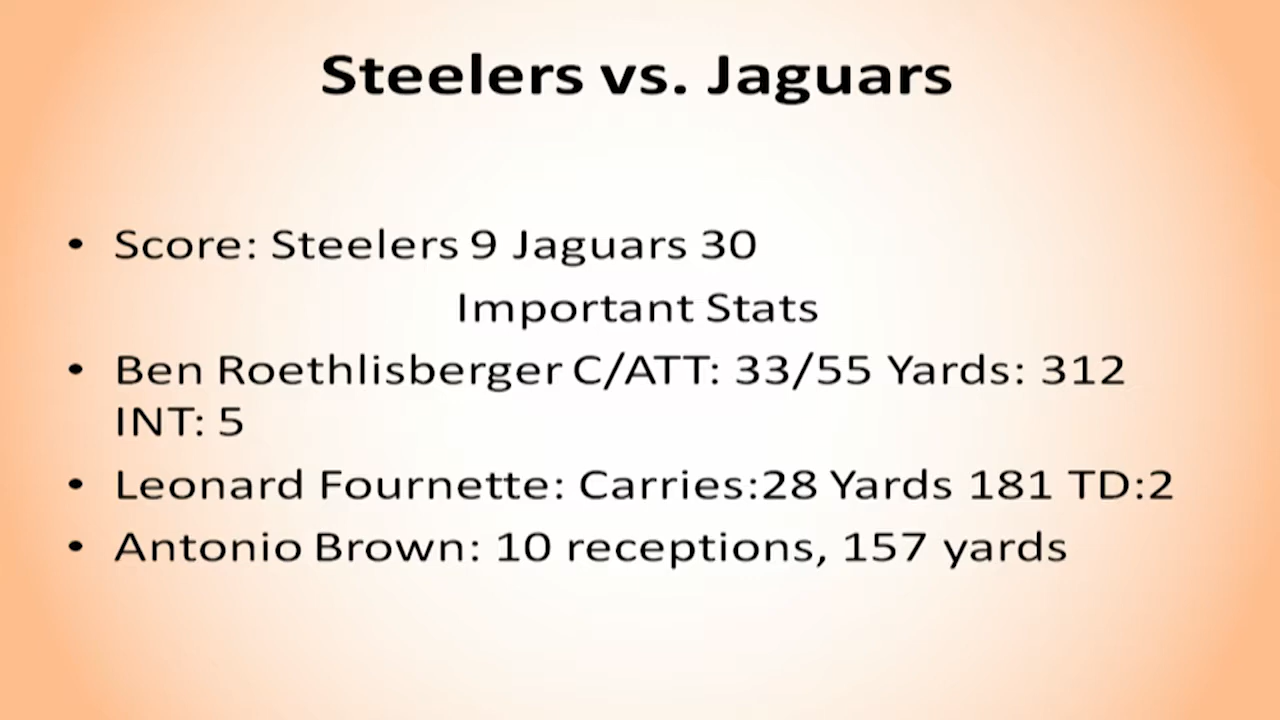 Steelers vs. Jaguars
• Score: Steelers 9 Jaguars 30
Important Stats
• Ben Roethlisberger C/ATT: 33/55 Yards: 312
INT: 5
• Leonard Fournette: Carries:28 Yards 181 TD:2
• Antonio Brown: 10 receptions, 157 yards